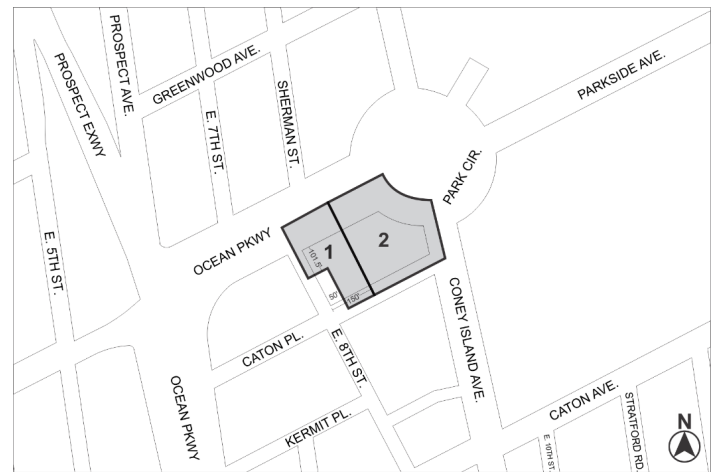 PROSPECT EXWY
PROSPECT AVE.
GREENWOOD AVE.
E. 7TH ST.
SHERMAN ST.
PARKSIDE AVE.
PARK CIR.
E. 5TH ST.
OCEAN PKWY
1
2
101.5'
50'
150'
CATON PL.
E. 8TH ST.
CONEY ISLAND AVE.
OCEAN PKWY
KERMIT PL.
CATON AVE.
E. 10TH ST.
STRATFORD RD.
N